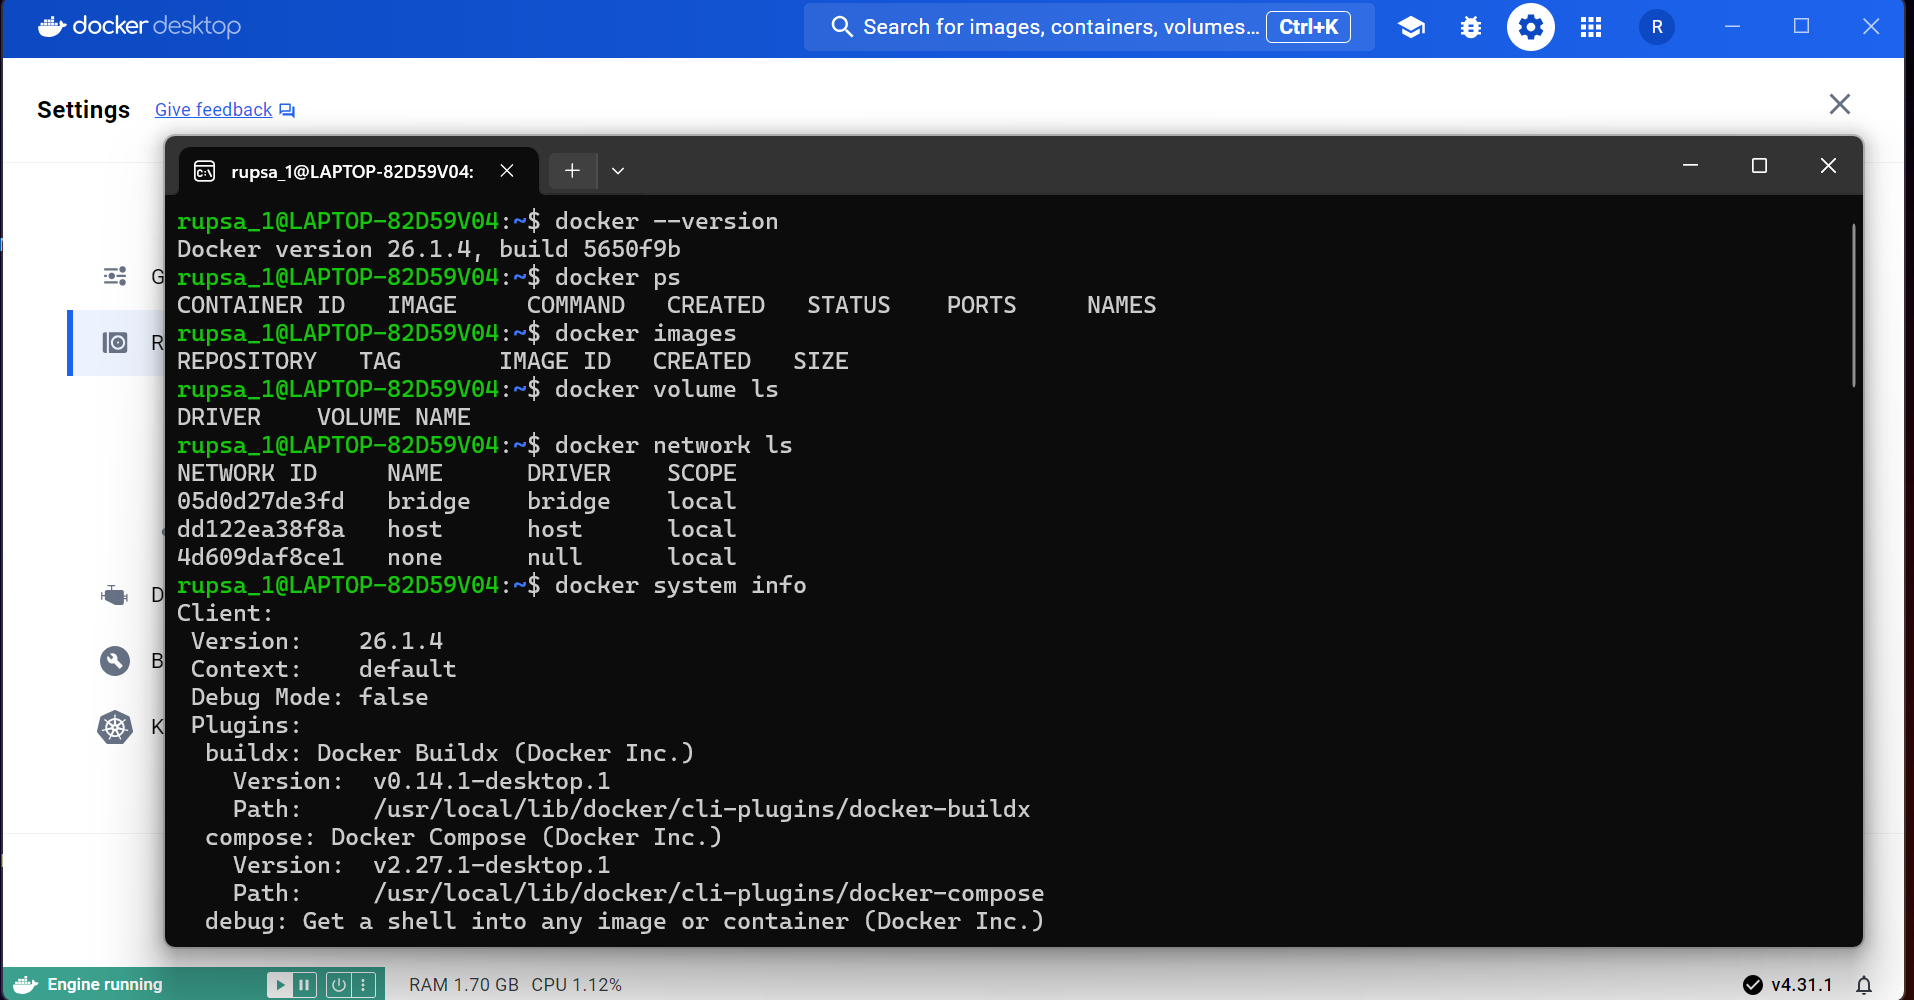 docker desktop
Search for images, containers, volumes... Ctrl+K
R
Settings Give feedback
rupsa_1@LAPTOP-82D59V04:
G
R
D
B
K
rupsa_1@LAPTOP-82D59V04:~$ docker --version
Docker version 26.1.4, build 5650f9b
rupsa_1@LAPTOP-82D59V04:~$ docker ps
CONTAINER ID   IMAGE     COMMAND   CREATED   STATUS    PORTS     NAMES
rupsa_1@LAPTOP-82D59V04:~$ docker images
REPOSITORY   TAG       IMAGE ID   CREATED   SIZE
rupsa_1@LAPTOP-82D59V04:~$ docker volume ls
DRIVER    VOLUME NAME
rupsa_1@LAPTOP-82D59V04:~$ docker network ls
NETWORK ID     NAME      DRIVER    SCOPE
05d0d27de3fd   bridge    bridge    local
dd122ea38f8a   host      host      local
4d609daf8ce1   none      null      local
rupsa_1@LAPTOP-82D59V04:~$ docker system info
Client:
 Version:    26.1.4
 Context:    default
 Debug Mode: false
 Plugins:
  buildx: Docker Buildx (Docker Inc.)
    Version:  v0.14.1-desktop.1
    Path:     /usr/local/lib/docker/cli-plugins/docker-buildx
  compose: Docker Compose (Docker Inc.)
    Version:  v2.27.1-desktop.1
    Path:     /usr/local/lib/docker/cli-plugins/docker-compose
  debug: Get a shell into any image or container (Docker Inc.)
Engine running RAM 1.70 GB CPU 1.12% v4.31.1